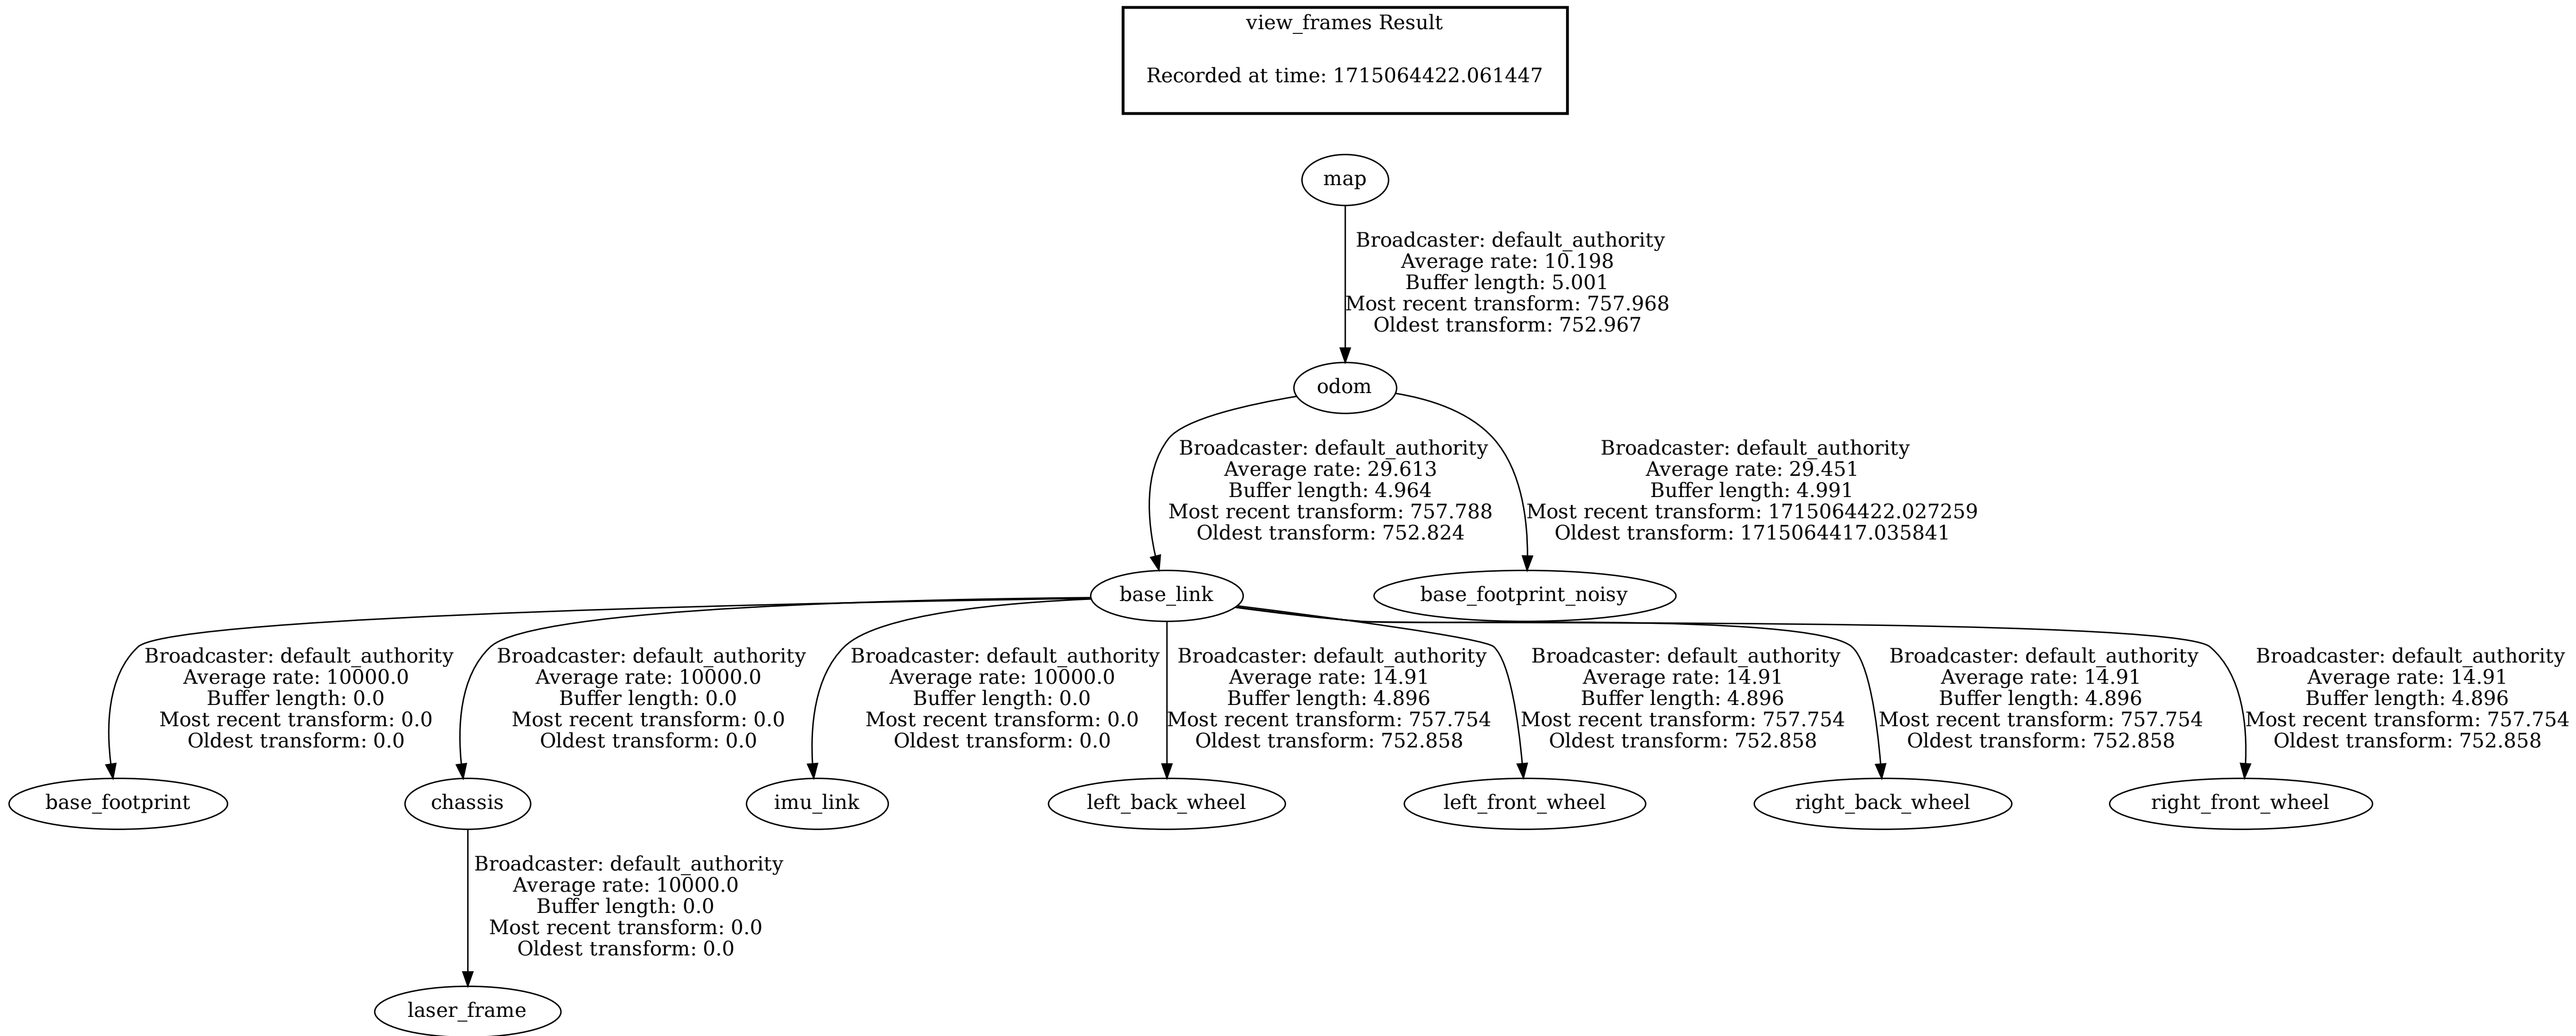 view_frames Result
Recorded at time: 1715064422.061447
map
Broadcaster: default_authority
Average rate: 10.198
Buffer length: 5.001
Most recent transform: 757.968
Oldest transform: 752.967
odom
Broadcaster: default_authority
Average rate: 29.613
Buffer length: 4.964
Most recent transform: 757.788
Oldest transform: 752.824
Broadcaster: default_authority
Average rate: 29.451
Buffer length: 4.991
Most recent transform: 1715064422.027259
Oldest transform: 1715064417.035841
base_link
base_footprint_noisy
Broadcaster: default_authority
Average rate: 10000.0
Buffer length: 0.0
Most recent transform: 0.0
Oldest transform: 0.0
Broadcaster: default_authority
Average rate: 10000.0
Buffer length: 0.0
Most recent transform: 0.0
Oldest transform: 0.0
Broadcaster: default_authority
Average rate: 10000.0
Buffer length: 0.0
Most recent transform: 0.0
Oldest transform: 0.0
Broadcaster: default_authority
Average rate: 14.91
Buffer length: 4.896
Most recent transform: 757.754
Oldest transform: 752.858
Broadcaster: default_authority
Average rate: 14.91
Buffer length: 4.896
Most recent transform: 757.754
Oldest transform: 752.858
Broadcaster: default_authority
Average rate: 14.91
Buffer length: 4.896
Most recent transform: 757.754
Oldest transform: 752.858
Broadcaster: default_authority
Average rate: 14.91
Buffer length: 4.896
Most recent transform: 757.754
Oldest transform: 752.858
base_footprint
chassis
imu_link
left_back_wheel
left_front_wheel
right_back_wheel
right_front_wheel
Broadcaster: default_authority
Average rate: 10000.0
Buffer length: 0.0
Most recent transform: 0.0
Oldest transform: 0.0
laser_frame